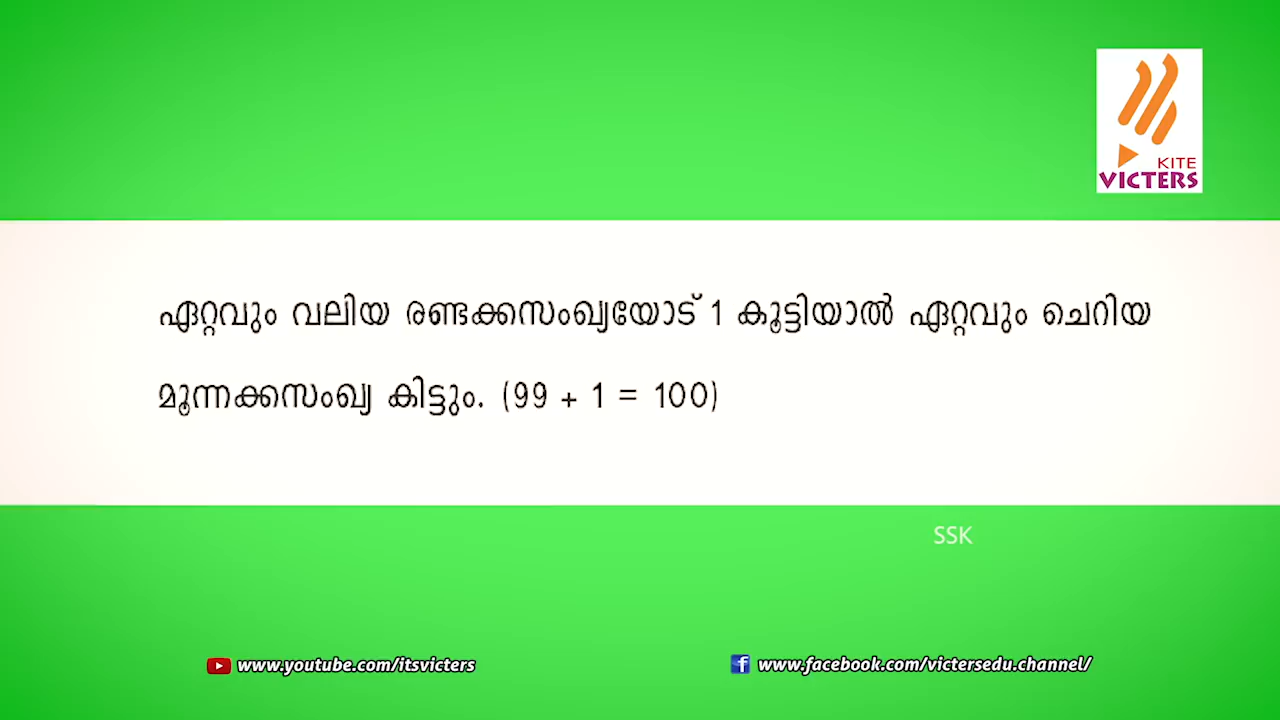 KITE
VICTERS
ഏറ്റവും വലിയ രണ്ടക്കസംഖ്യയോട് 1 കൂട്ടിയാൽ ഏറ്റവും ചെറിയ
മൂന്നക്കസംഖ്യ കിട്ടും. (99 + 1 = 100)
SSK
www.youtube.com/itsvicters
www.facebook.com/victersedu.channel/